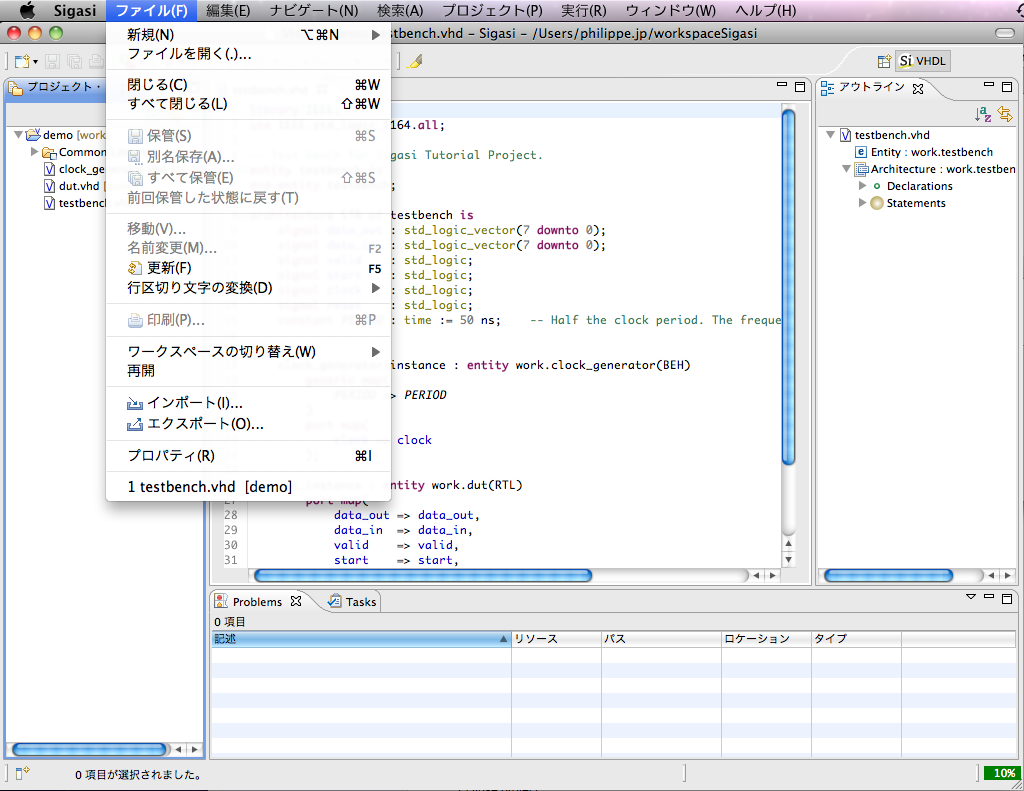 Sigasi ファイル(F) 編集(E) ナビゲート(N) 検索(A) プロジェクト(P) 実行(R) ウィンドウ(W) ヘルプ(H)
tbench.vhd - Sigasi - /Users/philippe.jp/workspaceSigasi
Si VHDL
プロジェクト・
demo [work
Common
clock_ge
dut.vhd [
testbench
新規(N) ⌥⌘N
ファイルを開く(.)...
閉じる(C) ⌘W
すべて閉じる(L) ⇧⌘W
保管(S) ⌘S
別名保存(A)...
すべて保管(E) ⇧⌘S
前回保管した状態に戻す(T)
移動(V)...
名前変更(M)... F2
更新(F) F5
行区切り文字の変換(D)
印刷(P)... ⌘P
ワークスペースの切り替え(W)
再開
インポート(I)...
エクスポート(O)...
プロパティ(R) ⌘I
1 testbench.vhd [demo]
164.all;
gasi Tutorial Project.
;
testbench is
: std_logic_vector(7 downto 0);
: std_logic_vector(7 downto 0);
: std_logic;
: std_logic;
: std_logic;
: std_logic;
: time := 50 ns; -- Half the clock period. The freque
instance : entity work.clock_generator(BEH)
> PERIOD
clock
entity work.dut(RTL)
27 port map(
28 data_out => data_out,
29 data_in => data_in,
30 valid => valid,
31 start => start,
アウトライン
testbench.vhd
Entity : work.testbench
Architecture : work.testben
Declarations
Statements
Problems Tasks
0 項目
記述 リソース パス ロケーション タイプ
0 項目が選択されました。
10%